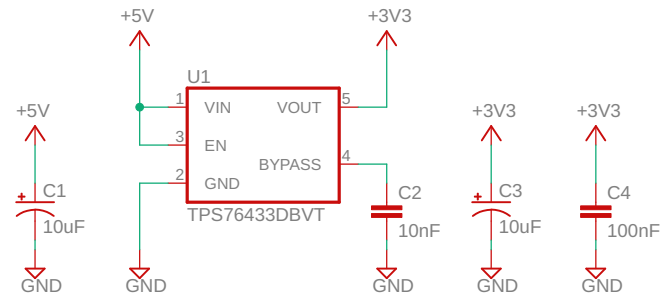 +5V
+3V3
U1
1
VIN
VOUT
5
+5V
+3V3
+3V3
3
EN
BYPASS
4
2
GND
C1
C2
C3
C4
TPS76433DBVT
10uF
10nF
10uF
100nF
GND
GND
GND
GND
GND